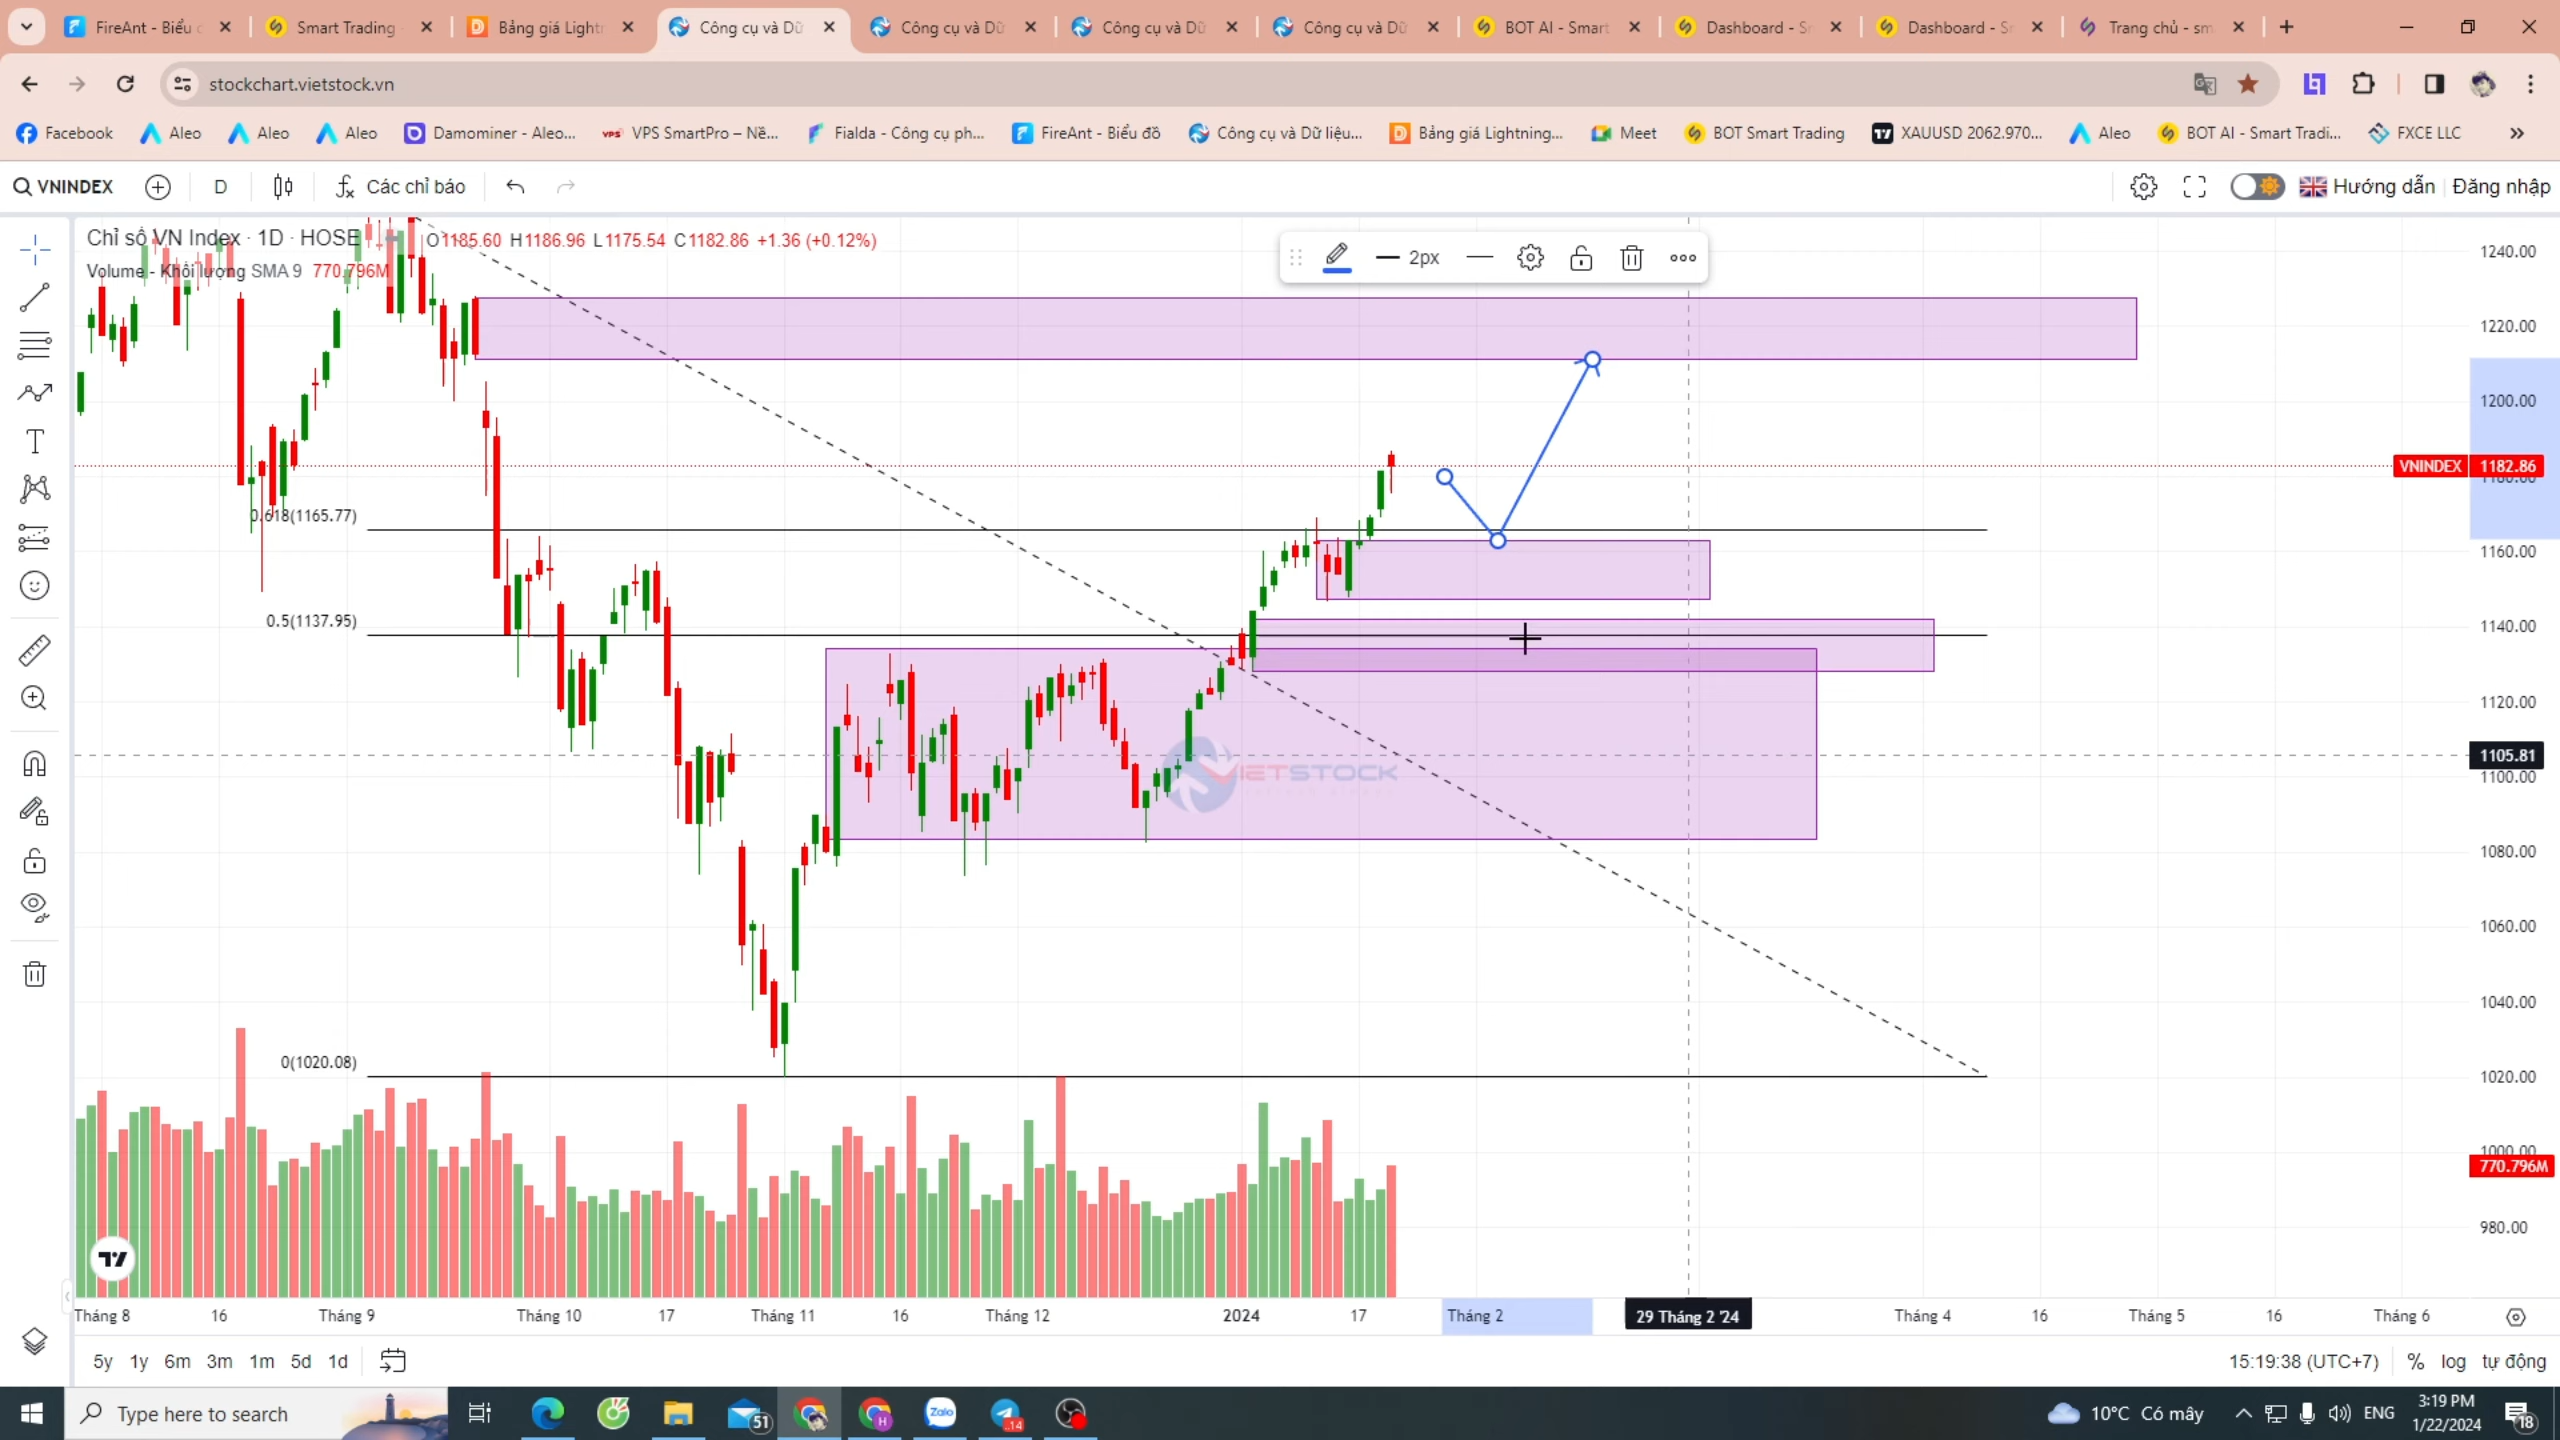 FireAnt - Biểu
Smart Trading
Bảng giá Light
Công cụ và Dữ
Công cụ và Dữ
Công cụ và Dữ
Công cụ và Dữ
BOT AI - Smart
Dashboard - S
Dashboard - S
Trang chủ - sm
stockchart.vietstock.vn
Facebook
Aleo
Aleo
Aleo
Damominer - Aleo...
VPS SmartPro – Nề...
Fialda - Công cụ ph...
FireAnt - Biểu đồ
Công cụ và Dữ liệu...
Bảng giá Lightning...
Meet
BOT Smart Trading
XAUUSD 2062.970...
Aleo
BOT AI - Smart Tradi...
FXCE LLC
VNINDEX
D
Các chỉ báo
Hướng dẫn
Đăng nhập
Chỉ số VN Index · 1D · HOSE
O1185.60 H1186.96 L1175.54 C1182.86 +1.36 (+0.12%)
Volume - Khối lượng SMA 9 770.796M
2px
1240.00
1220.00
1200.00
VNINDEX 1182.86
1180.00
0.618(1165.77)
1160.00
0.5(1137.95)
1140.00
1120.00
1105.81
1100.00
VIETSTOCK
1080.00
1060.00
1040.00
0(1020.08)
1020.00
1000.00
770.796M
980.00
Tháng 8
16
Tháng 9
Tháng 10
17
Tháng 11
16
Tháng 12
2024
17
Tháng 2
29 Tháng 2 '24
Tháng 4
16
Tháng 5
16
Tháng 6
5y 1y 6m 3m 1m 5d 1d
15:19:38 (UTC+7)
% log tự động
Type here to search
51
Zalo
14
10°C Có mây
ENG
3:19 PM
1/22/2024
18